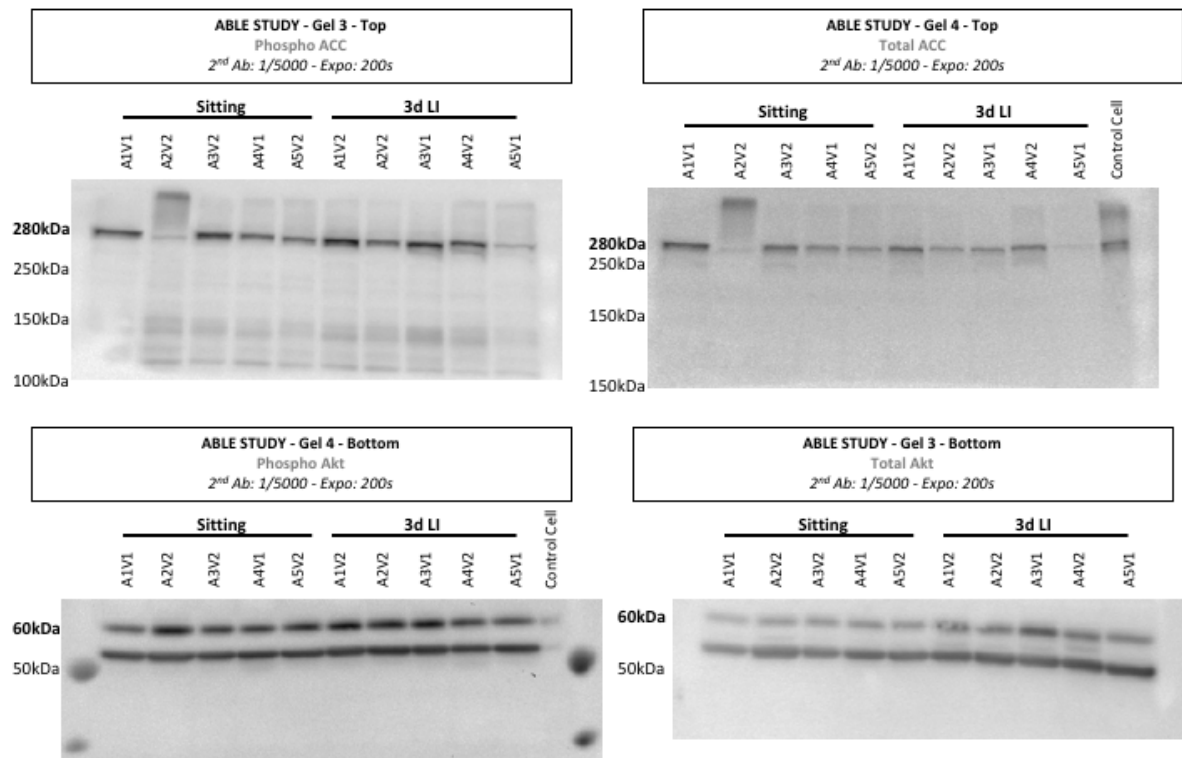 ABLE STUDY - Gel 3 - Top
Phospho ACC
2nd Ab: 1/5000 - Expo: 200s
Sitting
3d LI
A1V1
A2V2
A3V2
A4V1
A5V2
A1V2
A2V2
A3V1
A4V2
A5V1
280kDa
250kDa
150kDa
100kDa
ABLE STUDY - Gel 4 - Top
Total ACC
2nd Ab: 1/5000 - Expo: 200s
Sitting
3d LI
A1V1
A2V2
A3V2
A4V1
A5V2
A1V2
A2V2
A3V1
A4V2
A5V1
Control Cell
280kDa
250kDa
150kDa
150kDa
ABLE STUDY - Gel 4 - Bottom
Phospho Akt
2nd Ab: 1/5000 - Expo: 200s
Sitting
3d LI
A1V1
A2V2
A3V2
A4V1
A5V2
A1V2
A2V2
A3V1
A4V2
A5V1
Control Cell
60kDa
50kDa
ABLE STUDY - Gel 3 - Bottom
Total Akt
2nd Ab: 1/5000 - Expo: 200s
Sitting
3d LI
A1V1
A2V2
A3V2
A4V1
A5V2
A1V2
A2V2
A3V1
A4V2
A5V1
60kDa
50kDa